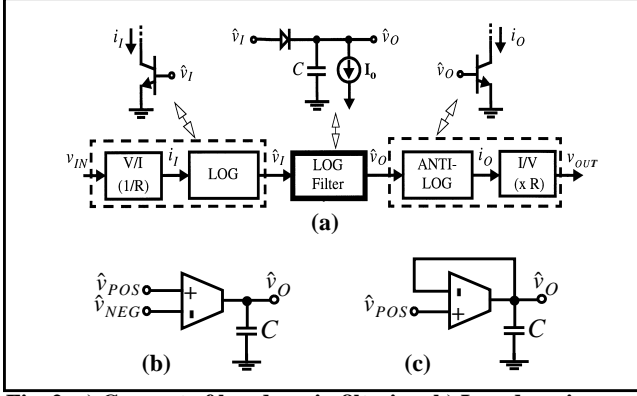 i_I
v̂_I
v̂_I
C
I_o
v̂_O
v̂_O
i_O
v_IN
V/I
(1/R)
i_I
LOG
v̂_I
LOG
Filter
v̂_O
ANTI-
LOG
i_O
I/V
(x R)
v_OUT
(a)
v̂_POS
v̂_NEG
+
-
v̂_O
C
(b)
v̂_POS
-
+
v̂_O
C
(c)